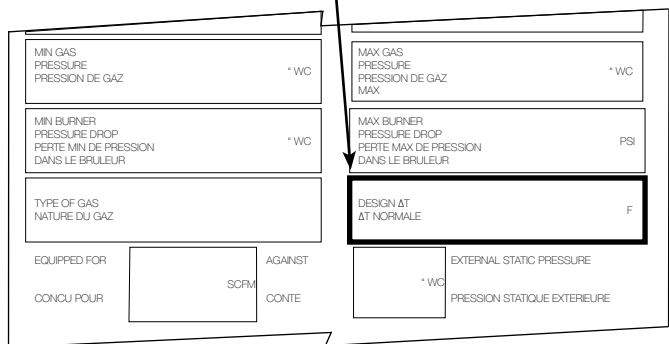 MIN GAS
PRESSURE
PRESSION DE GAZ
" WC
MAX GAS
PRESSURE
PRESSION DE GAZ
MAX
" WC
MIN BURNER
PRESSURE DROP
PERTE MIN DE PRESSION
DANS LE BRULEUR
" WC
MAX BURNER
PRESSURE DROP
PERTE MAX DE PRESSION
DANS LE BRULEUR
PSI
TYPE OF GAS
NATURE DU GAZ
DESIGN ΔT
ΔT NORMALE
F
EQUIPPED FOR
CONCU POUR
SCFM
AGAINST
CONTE
" WC
EXTERNAL STATIC PRESSURE
PRESSION STATIQUE EXTERIEURE